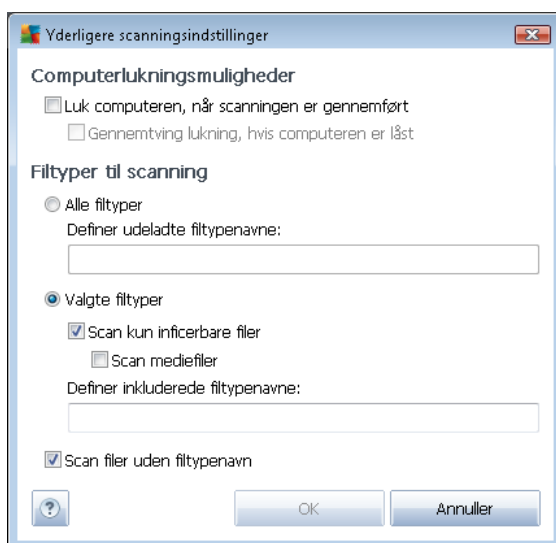 Yderligere scanningsindstillinger
Computerlukningsmuligheder
Luk computeren, når scanningen er gennemført
Gennemtving lukning, hvis computeren er låst
Filtyper til scanning
Alle filtyper
Definer udeladte filtypenavne:
Valgte filtyper
Scan kun inficerbare filer
Scan mediefiler
Definer inkluderede filtypenavne:
Scan filer uden filtypenavn
? OK Annuller